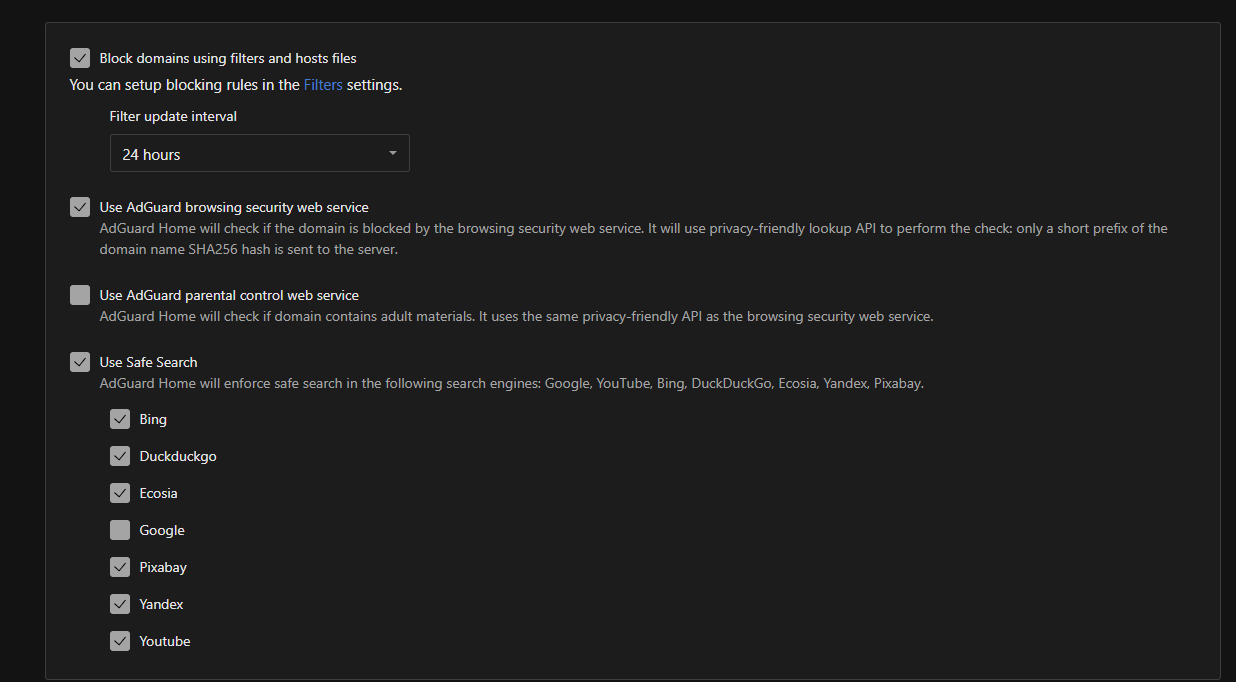 Block domains using filters and hosts files
You can setup blocking rules in the Filters settings.
Filter update interval
24 hours
Use AdGuard browsing security web service
AdGuard Home will check if the domain is blocked by the browsing security web service. It will use privacy-friendly lookup API to perform the check: only a short prefix of the
domain name SHA256 hash is sent to the server.
Use AdGuard parental control web service
AdGuard Home will check if domain contains adult materials. It uses the same privacy-friendly API as the browsing security web service.
Use Safe Search
AdGuard Home will enforce safe search in the following search engines: Google, YouTube, Bing, DuckDuckGo, Ecosia, Yandex, Pixabay.
Bing
Duckduckgo
Ecosia
Google
Pixabay
Yandex
Youtube